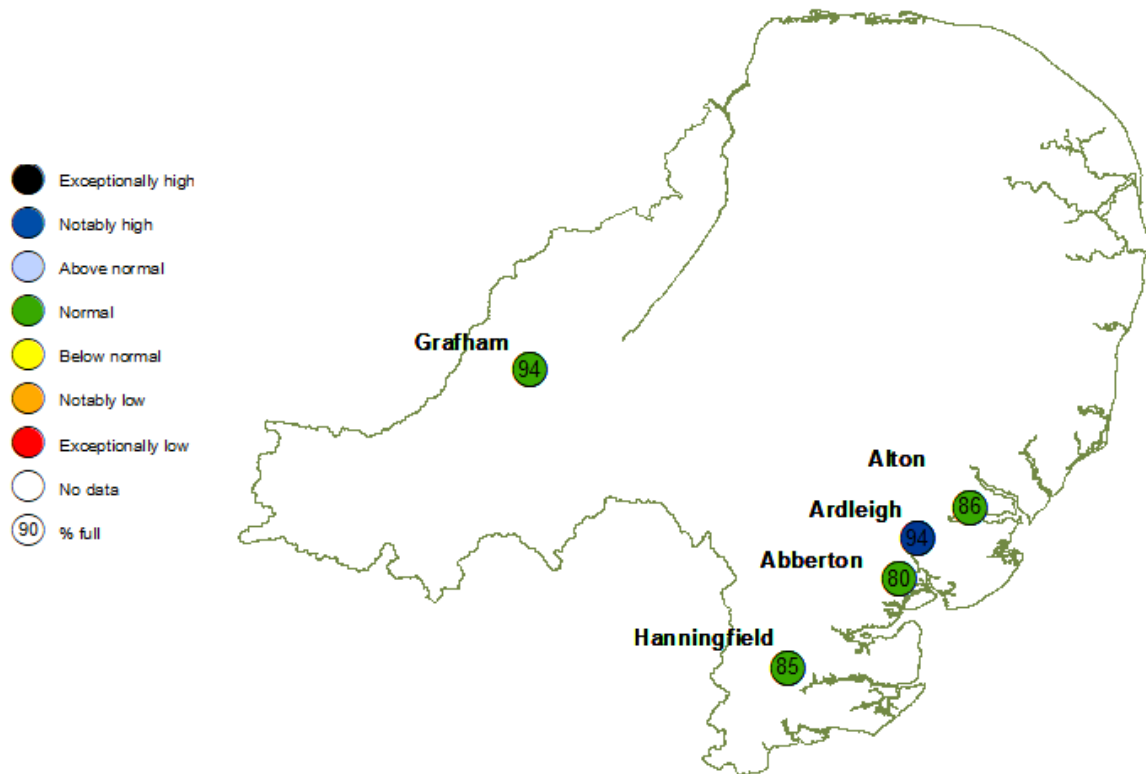 Exceptionally high
Notably high
Above normal
Normal
Below normal
Notably low
Exceptionally low
No data
90 % full
Grafham
94
Alton
86
Ardleigh
94
Abberton
80
Hanningfield
85